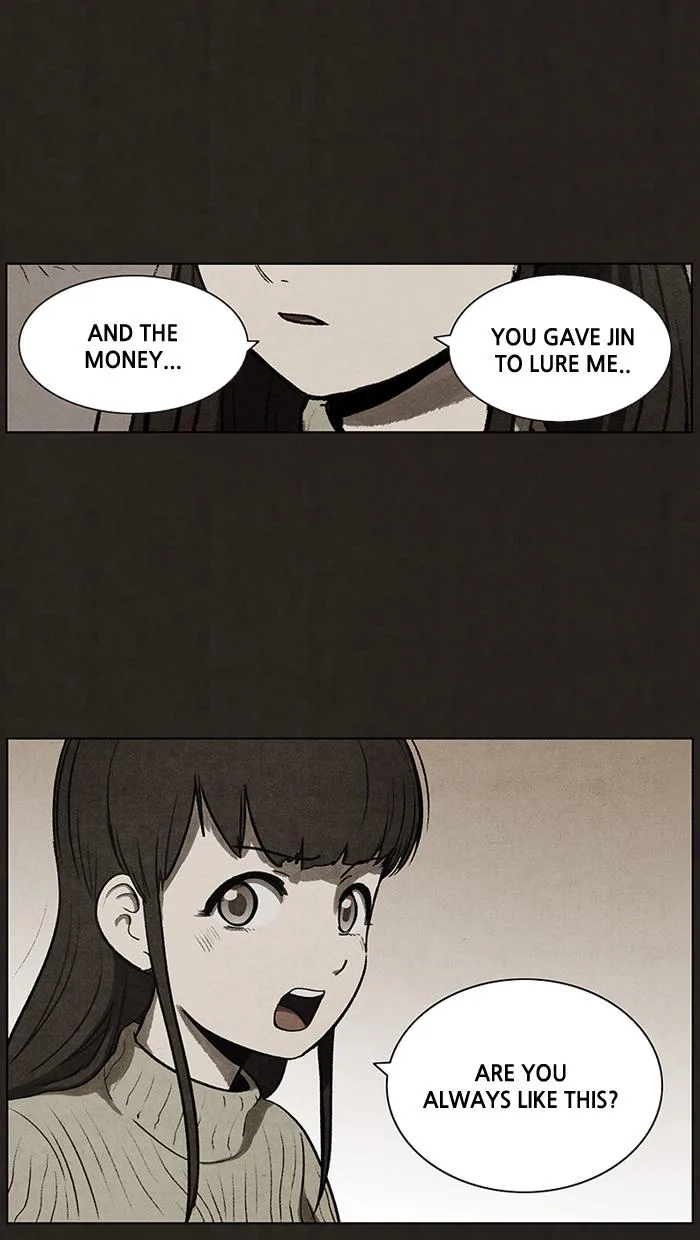 AND THE
MONEY...
YOU GAVE JIN
TO LURE ME..
ARE YOU
ALWAYS LIKE THIS?